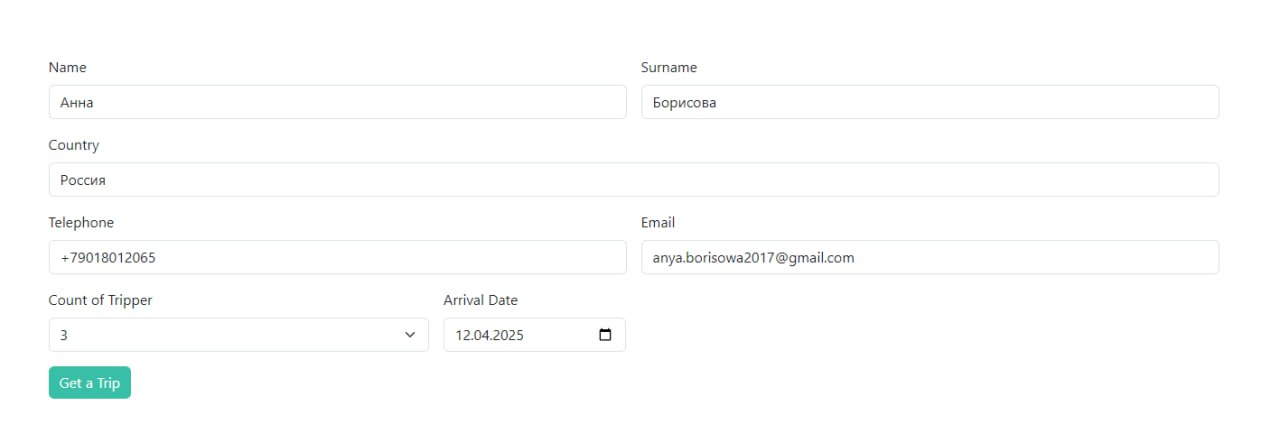 Name Surname
Анна Борисова
Country
Россия
Telephone Email
+79018012065 anya.borisowa2017@gmail.com
Count of Tripper Arrival Date
3 12.04.2025
Get a Trip